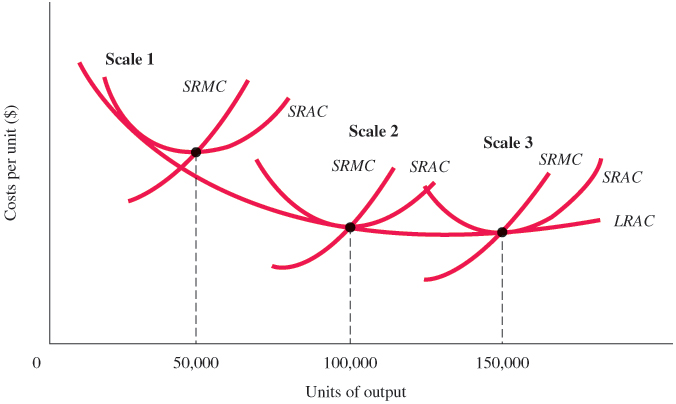 Scale 1
SRMC
SRAC
Scale 2
SRMC
SRAC
Scale 3
SRMC
SRAC
LRAC
Costs per unit ($)
0
50,000
100,000
150,000
Units of output